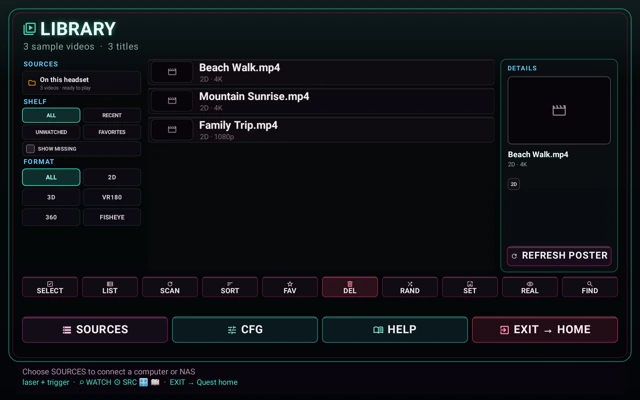 LIBRARY
3 sample videos · 3 titles
SOURCES
On this headset
3 videos · ready to play
SHELF
ALL
RECENT
UNWATCHED
FAVORITES
SHOW MISSING
FORMAT
ALL
2D
3D
VR180
360
FISHEYE
Beach Walk.mp4
2D · 4K
Mountain Sunrise.mp4
2D · 4K
Family Trip.mp4
2D · 1080p
DETAILS
Beach Walk.mp4
2D · 4K
2D
REFRESH POSTER
SELECT
LIST
SCAN
SORT
FAV
DEL
RAND
SET
REAL
FIND
SOURCES
CFG
HELP
EXIT → HOME
Choose SOURCES to connect a computer or NAS
laser + trigger · ⌕ WATCH ⚙ SRC 🎛 📖 · EXIT → Quest home